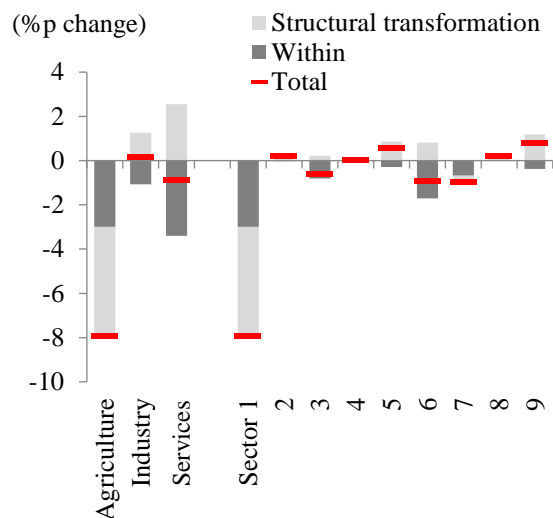 (%p change)
Structural transformation
Within
Total
4
2
0
-2
-4
-6
-8
-10
Agriculture
Industry
Services
Sector 1
2
3
4
5
6
7
8
9